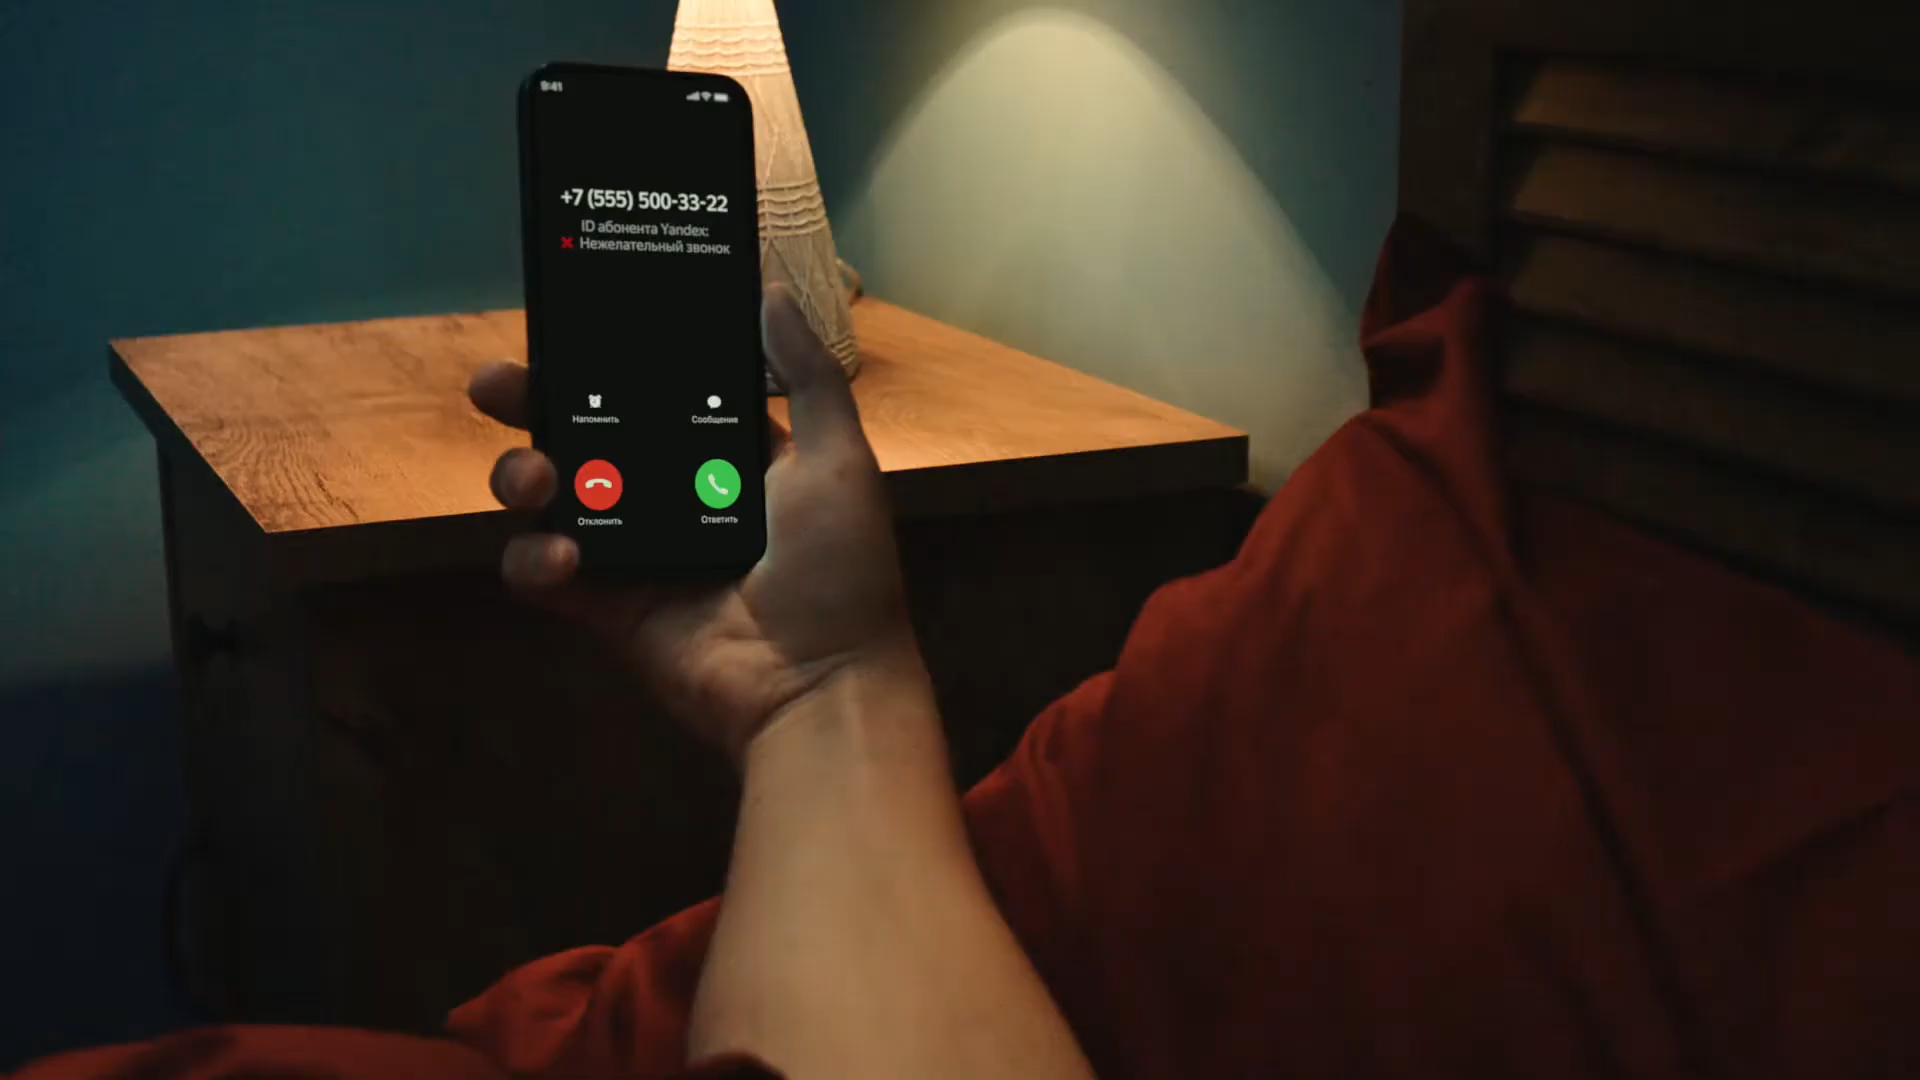 9:41
+7 (555) 500-33-22
ID абонента Yandex:
Нежелательный звонок
Напомнить Сообщение
Отклонить Ответить